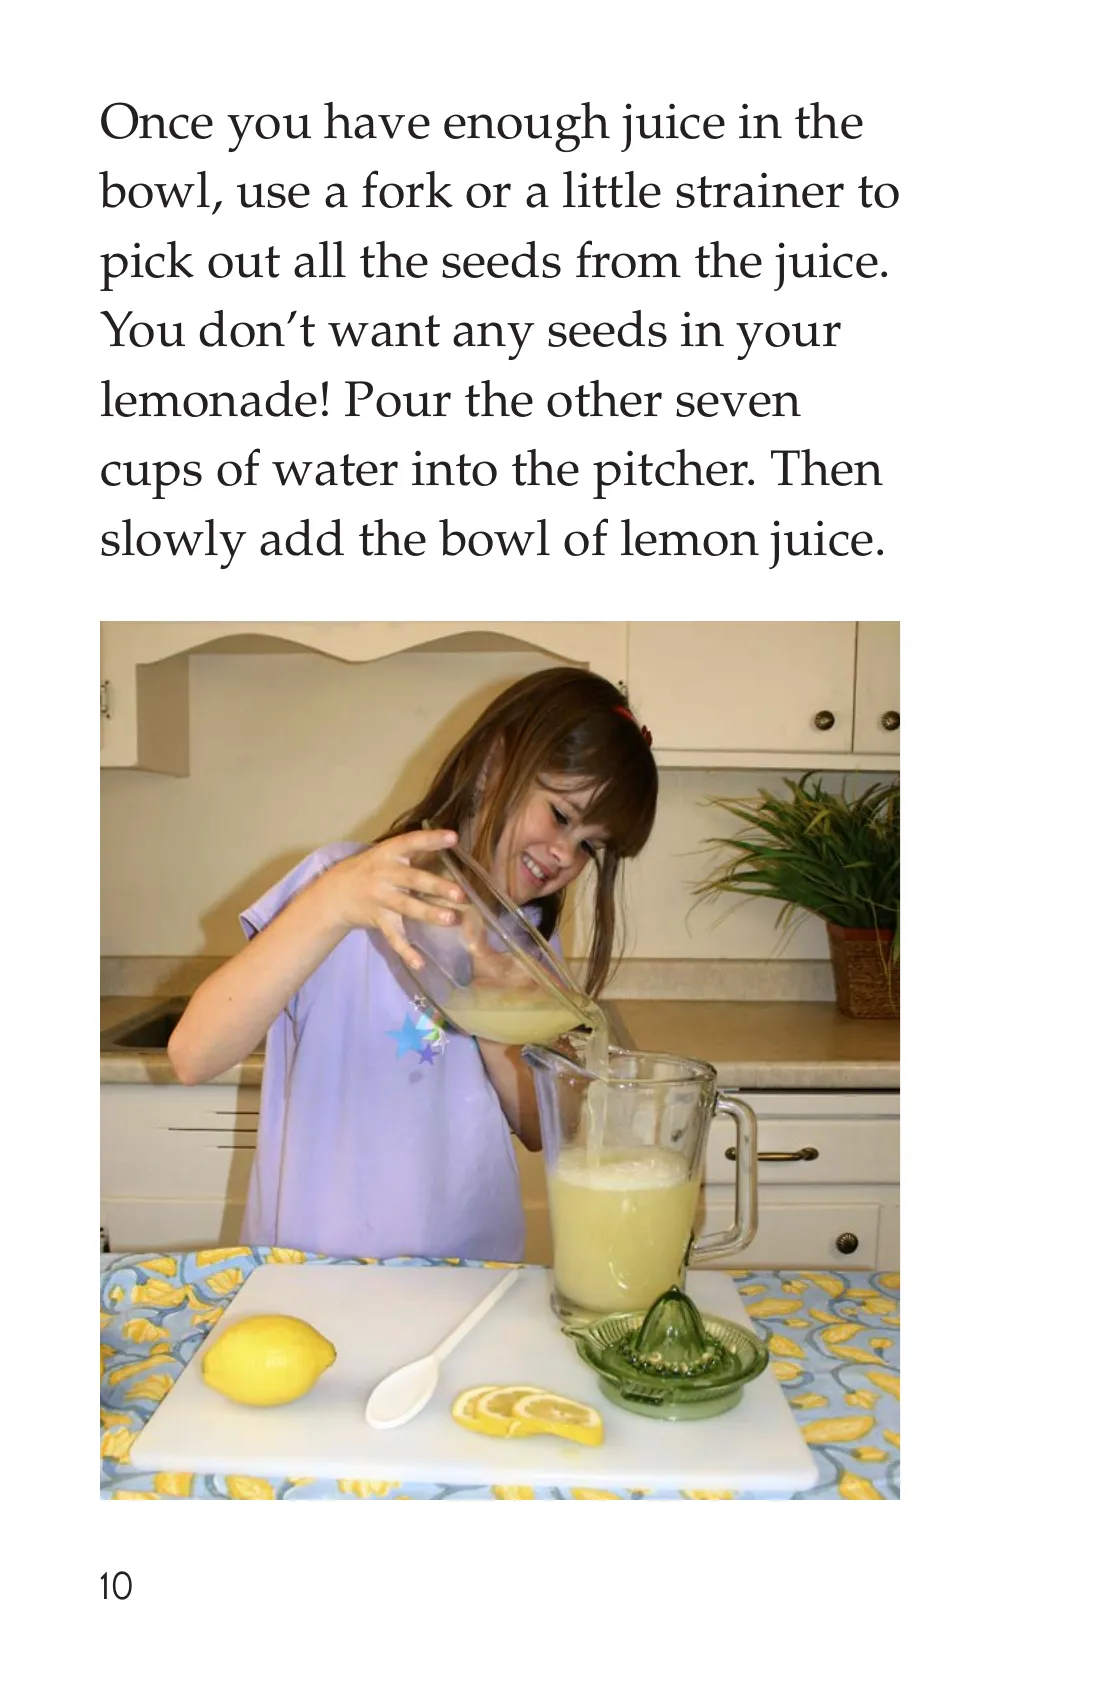 Once you have enough juice in the
bowl, use a fork or a little strainer to
pick out all the seeds from the juice.
You don’t want any seeds in your
lemonade! Pour the other seven
cups of water into the pitcher. Then
slowly add the bowl of lemon juice.
10